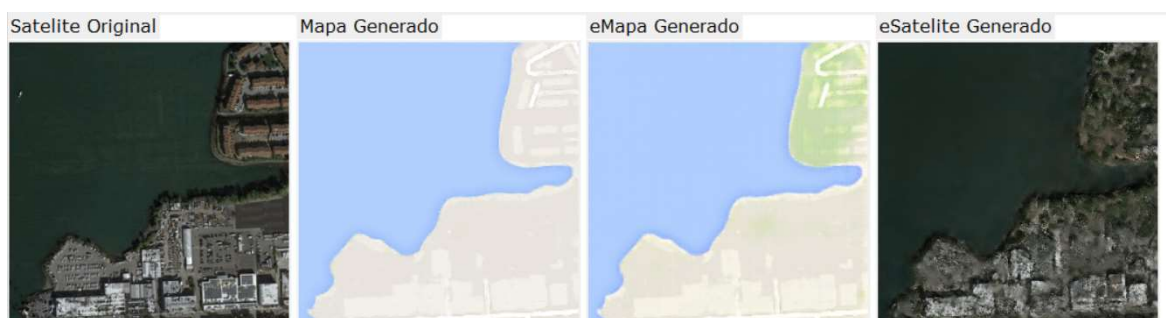 Satelite Original
Mapa Generado
eMapa Generado
eSatelite Generado